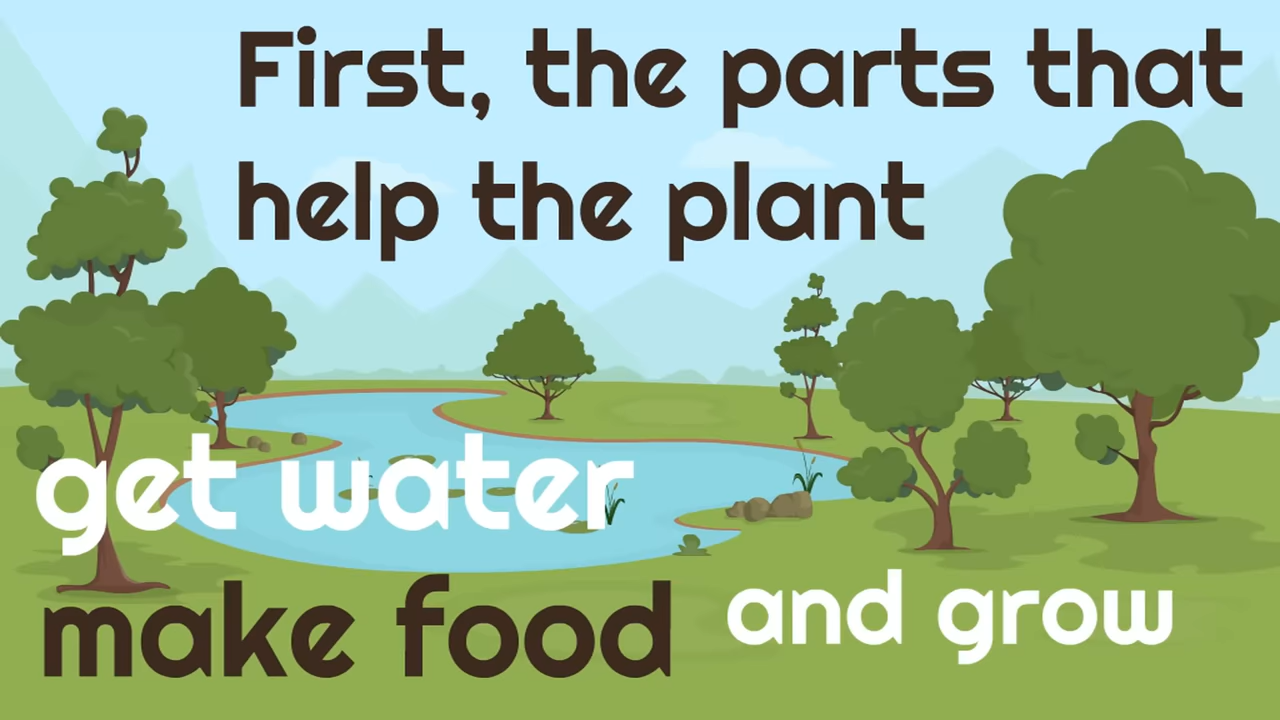 First, the parts that
help the plant
get water
make food
and grow